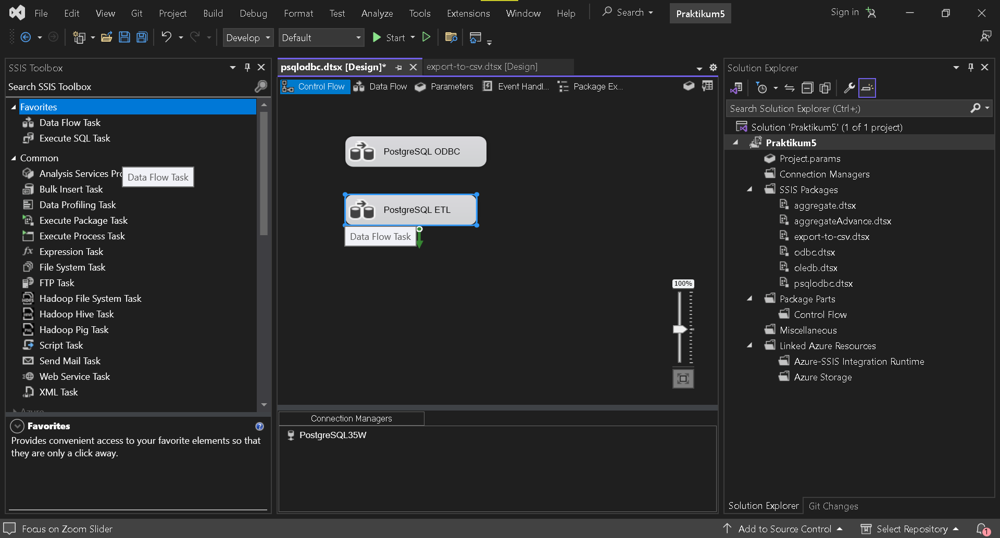 File Edit View Git Project Build Debug Format Test Analyze Tools Extensions Window Help Search Praktikum5 Sign in
Develop Default Start
SSIS Toolbox
Search SSIS Toolbox
Favorites
Data Flow Task
Execute SQL Task
Common
Analysis Services Pro
Data Flow Task
Bulk Insert Task
Data Profiling Task
Execute Package Task
Execute Process Task
Expression Task
File System Task
FTP Task
Hadoop File System Task
Hadoop Hive Task
Hadoop Pig Task
Script Task
Send Mail Task
Web Service Task
XML Task
Azure
Favorites
Provides convenient access to your favorite elements so that
they are only a click away.
psqlodbc.dtsx [Design]* export-to-csv.dtsx [Design]
Control Flow Data Flow Parameters Event Handl... Package Ex...
PostgreSQL ODBC
PostgreSQL ETL
Data Flow Task
100%
Connection Managers
PostgreSQL35W
Solution Explorer
Search Solution Explorer (Ctrl+;)
Solution 'Praktikum5' (1 of 1 project)
Praktikum5
Project.params
Connection Managers
SSIS Packages
aggregate.dtsx
aggregateAdvance.dtsx
export-to-csv.dtsx
odbc.dtsx
oledb.dtsx
psqlodbc.dtsx
Package Parts
Control Flow
Miscellaneous
Linked Azure Resources
Azure-SSIS Integration Runtime
Azure Storage
Solution Explorer Git Changes
Focus on Zoom Slider Add to Source Control Select Repository 1